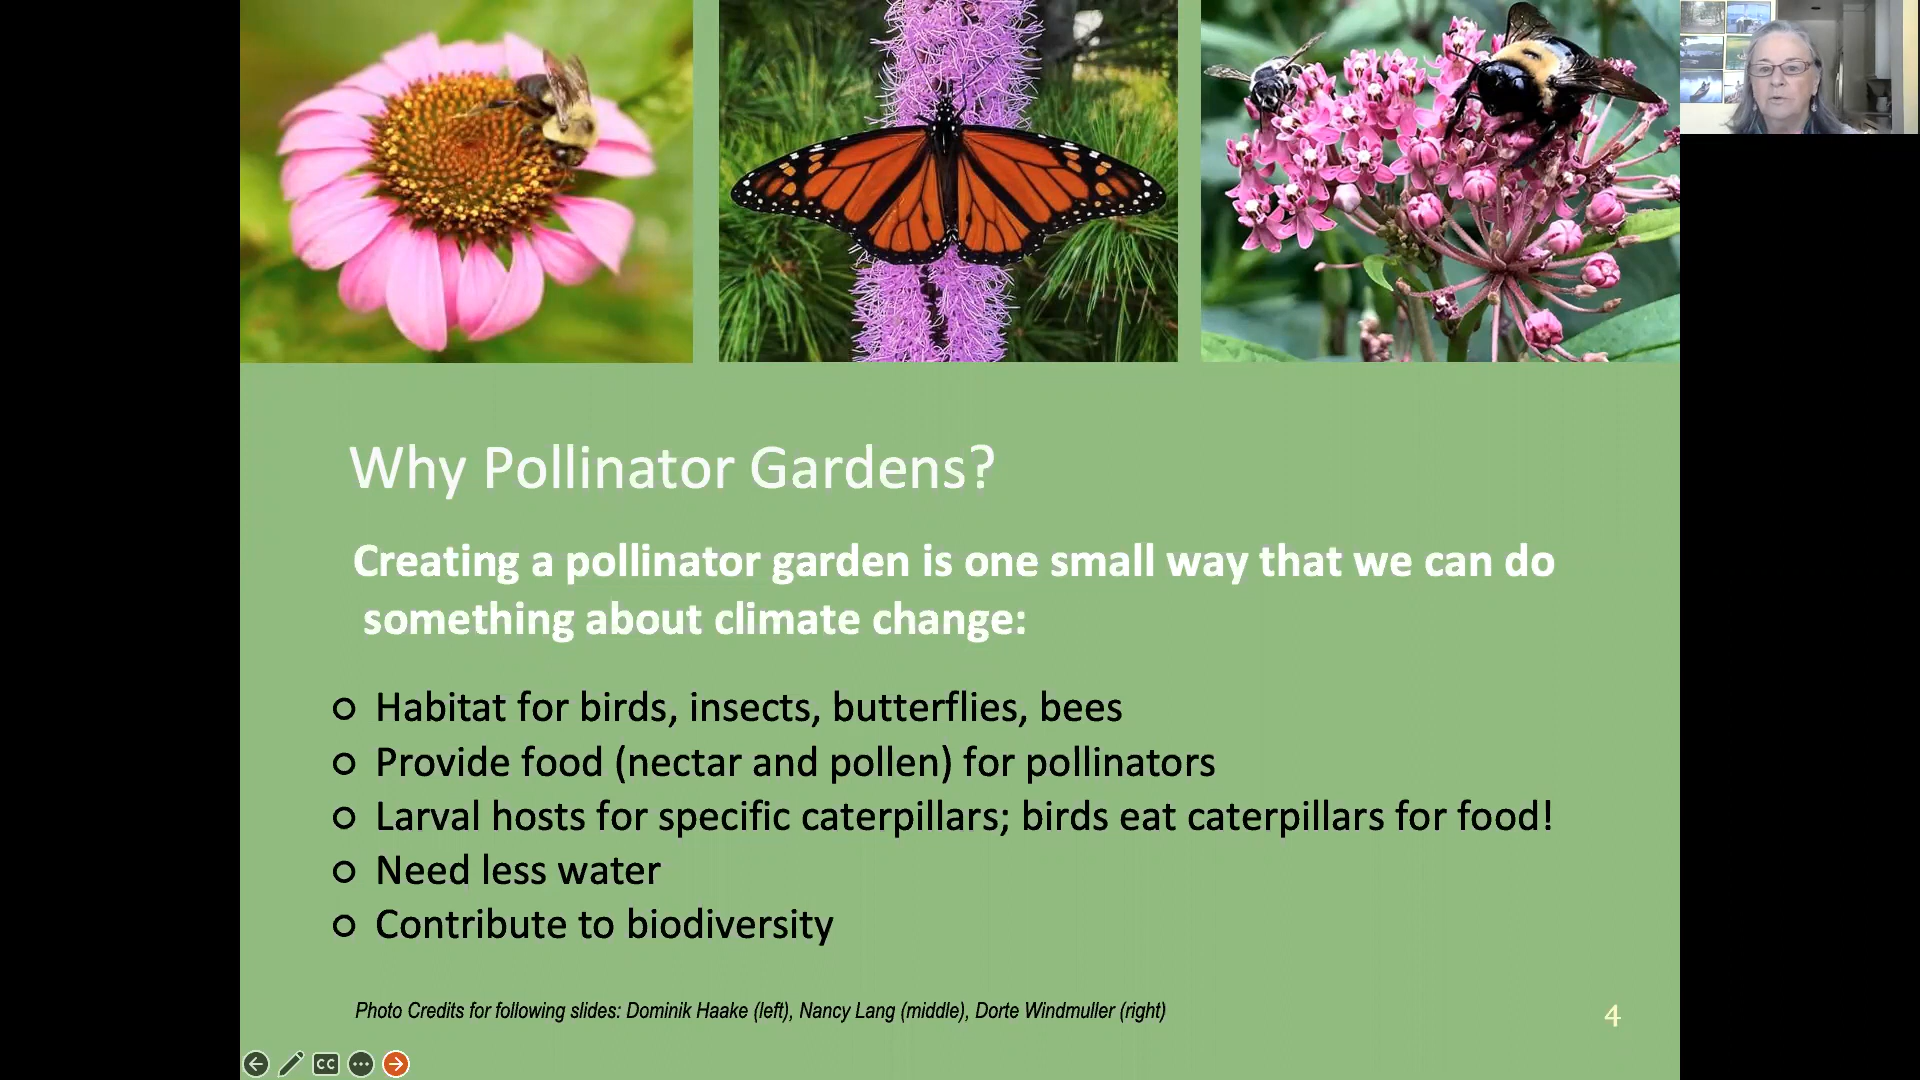 Why Pollinator Gardens?
Creating a pollinator garden is one small way that we can do
something about climate change:
Habitat for birds, insects, butterflies, bees
Provide food (nectar and pollen) for pollinators
Larval hosts for specific caterpillars; birds eat caterpillars for food!
Need less water
Contribute to biodiversity
Photo Credits for following slides: Dominik Haake (left), Nancy Lang (middle), Dorte Windmuller (right)
4
CC